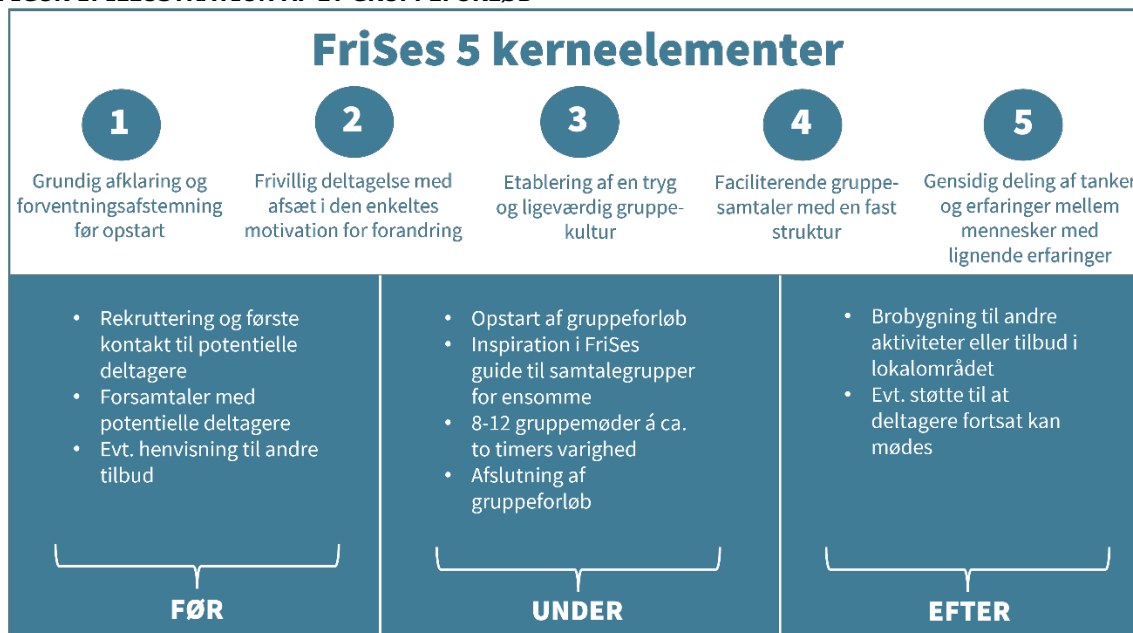 FriSes 5 kerneelementer
1
2
3
4
5
Grundig afklaring og
forventningsafstemning
før opstart
Frivillig deltagelse med
afsæt i den enkeltes
motivation for forandring
Etablering af en tryg
og ligeværdig gruppe-
kultur
Faciliterende gruppe-
samtaler med en fast
struktur
Gensidig deling af tanker
og erfaringer mellem
mennesker med
lignende erfaringer
• Rekruttering og første
kontakt til potentielle
deltagere
• Forsamtaler med
potentielle deltagere
• Evt. henvisning til andre
tilbud
FØR
• Opstart af gruppeforløb
• Inspiration i FriSes
guide til samtalegrupper
for ensomme
• 8-12 gruppemøder á ca.
to timers varighed
• Afslutning af
gruppeforløb
UNDER
• Brobygning til andre
aktiviteter eller tilbud i
lokalområdet
• Evt. støtte til at
deltagere fortsat kan
mødes
EFTER